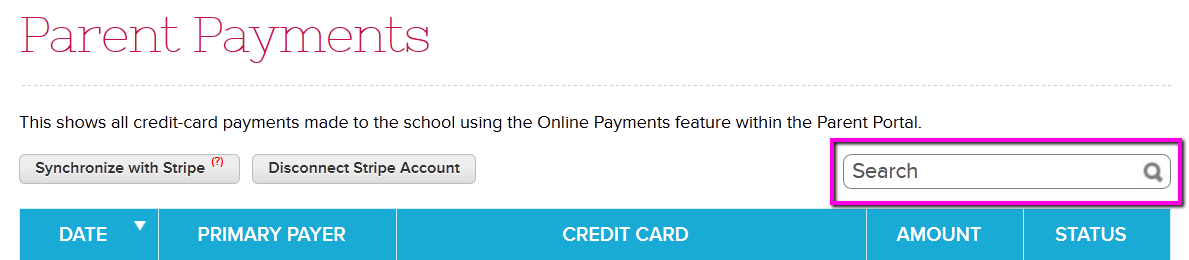 Parent Payments
This shows all credit-card payments made to the school using the Online Payments feature within the Parent Portal.
Synchronize with Stripe (?) Disconnect Stripe Account Search
DATE PRIMARY PAYER CREDIT CARD AMOUNT STATUS